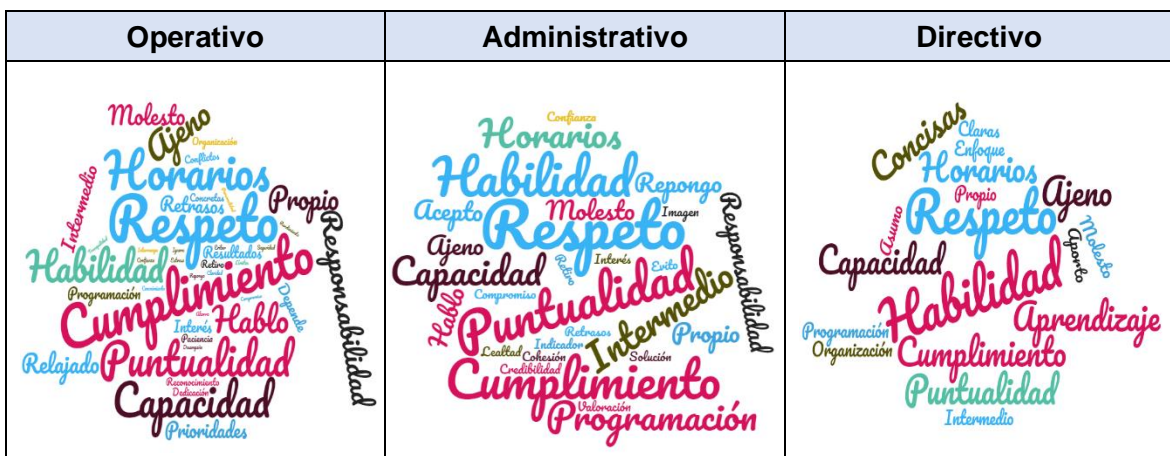 Operativo
Administrativo
Directivo
Molesto
Ajeno
Organización
Conflictos
Horarios
Intermedio
Concretas
Retrasos
Propio
Respeto
Responsabilidad
Habilidad
Resultados
Retiro
Programación
Cumplimiento
Depende
Interés
Hablo
Paciencia
Relajado
Puntualidad
Reconocimiento
Dedicación
Capacidad
Prioridades
Confianza
Horarios
Habilidad
Repongo
Acepto
Molesto
Imagen
Respeto
Responsabilidad
Ajeno
Capacidad
Retiro
Interés
Evito
Compromiso
Hablo
Puntualidad
Intermedio
Retrasos
Indicador
Propio
Lealtad
Cohesión
Solución
Credibilidad
Cumplimiento
Valoración
Programación
Concisas
Claras
Enfoque
Horarios
Propio
Ajeno
Respeto
Asumo
Molesto
Aporto
Capacidad
Habilidad
Aprendizaje
Programación
Organización
Cumplimiento
Puntualidad
Intermedio